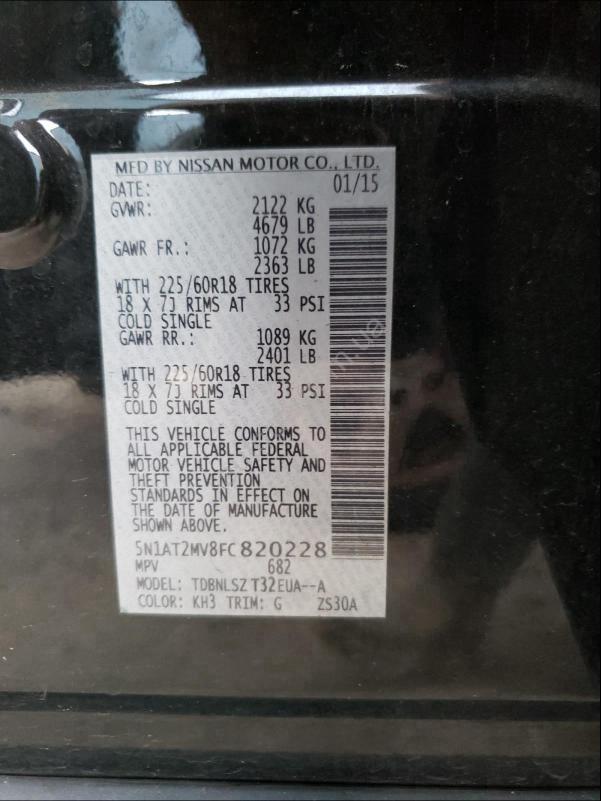 MFD BY NISSAN MOTOR CO., LTD.
DATE: 01/15
GVWR: 2122 KG
4679 LB
GAWR FR.: 1072 KG
2363 LB
WITH 225/60R18 TIRES
18 X 7J RIMS AT 33 PSI
COLD SINGLE
GAWR RR.: 1089 KG
2401 LB
WITH 225/60R18 TIRES
18 X 7J RIMS AT 33 PSI
COLD SINGLE
THIS VEHICLE CONFORMS TO
ALL APPLICABLE FEDERAL
MOTOR VEHICLE SAFETY AND
THEFT PREVENTION
STANDARDS IN EFFECT ON
THE DATE OF MANUFACTURE
SHOWN ABOVE.
5N1AT2MV8FC820228
MPV 682
MODEL: TDBNLSZ T32EUA--A
COLOR: KH3 TRIM: G ZS30A